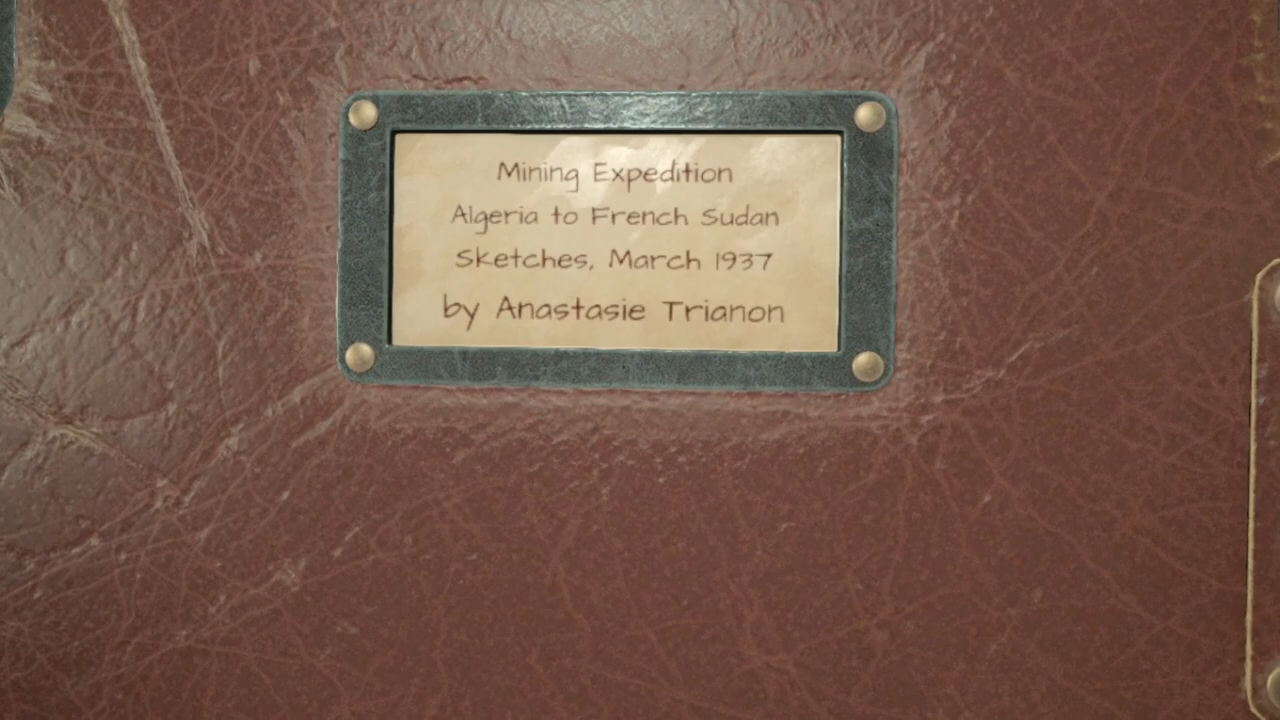 Mining Expedition
Algeria to French Sudan
Sketches, March 1937
by Anastasie Trianon